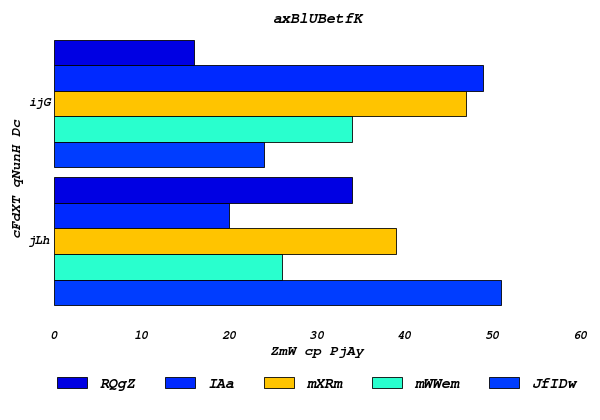 axBlUBetfK
cFdXT qNunH Dc
ijG
jLh
0 10 20 30 40 50 60
ZmW cp PjAy
RQgZ IAa mXRm mWWem JfIDw